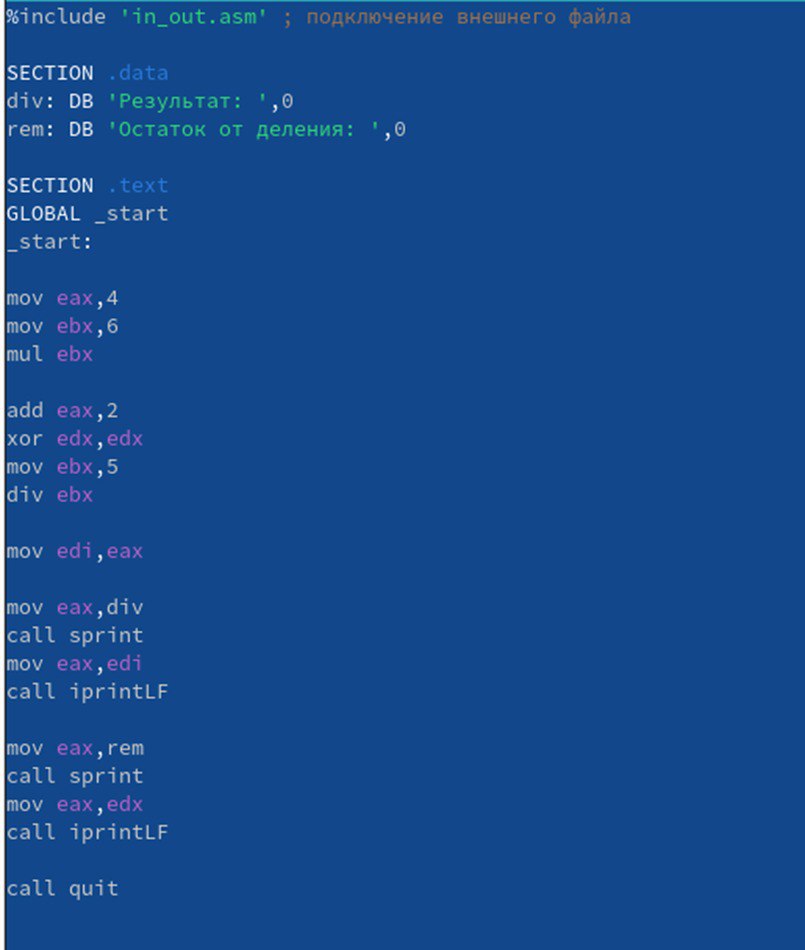 %include 'in_out.asm' ; подключение внешнего файла
SECTION .data
div: DB 'Результат: ',0
rem: DB 'Остаток от деления: ',0
SECTION .text
GLOBAL _start
_start:
mov eax,4
mov ebx,6
mul ebx
add eax,2
xor edx,edx
mov ebx,5
div ebx
mov edi,eax
mov eax,div
call sprint
mov eax,edi
call iprintLF
mov eax,rem
call sprint
mov eax,edx
call iprintLF
call quit